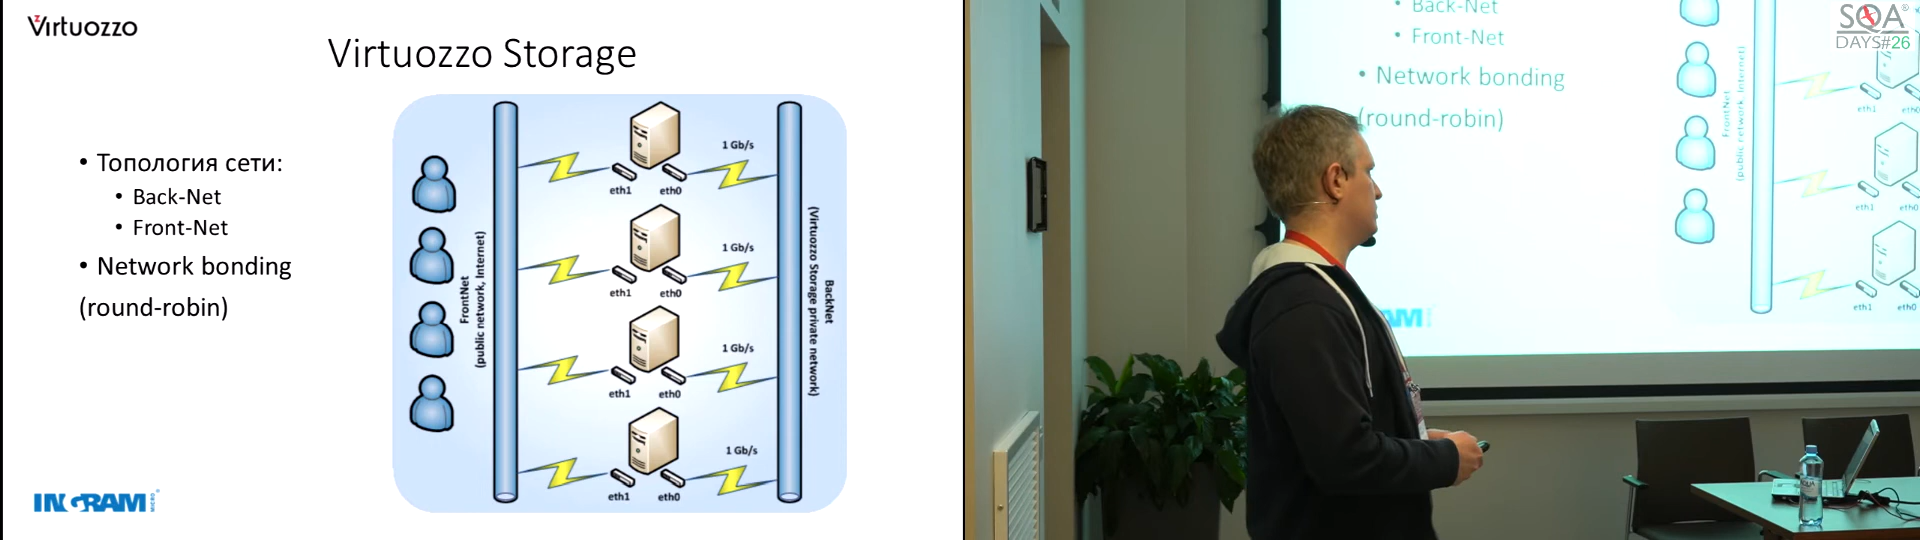 Virtuozzo
Virtuozzo Storage
• Топология сети:
• Back-Net
• Front-Net
• Network bonding
(round-robin)
FrontNet
(public network, Internet)
eth1
eth0
1 Gb/s
eth1
eth0
1 Gb/s
eth1
eth0
1 Gb/s
eth1
eth0
1 Gb/s
BackNet
(Virtuozzo Storage private network)
INGRAM MICRO
• Back-Net
• Front-Net
• Network bonding
(round-robin)
FrontNet
(public network, Internet)
eth1
eth0
eth1
eth0
eth1
eth0
AM
SQA
DAYS#26